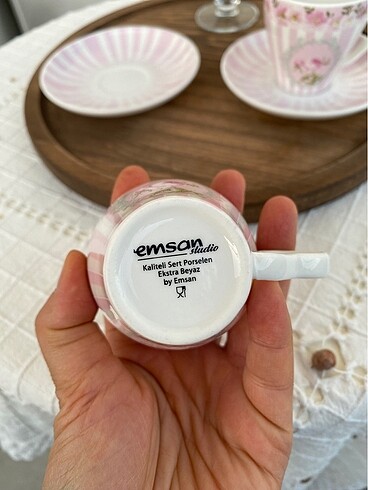 emsan
studio
Kaliteli Sert Porselen
Ekstra Beyaz
by Emsan